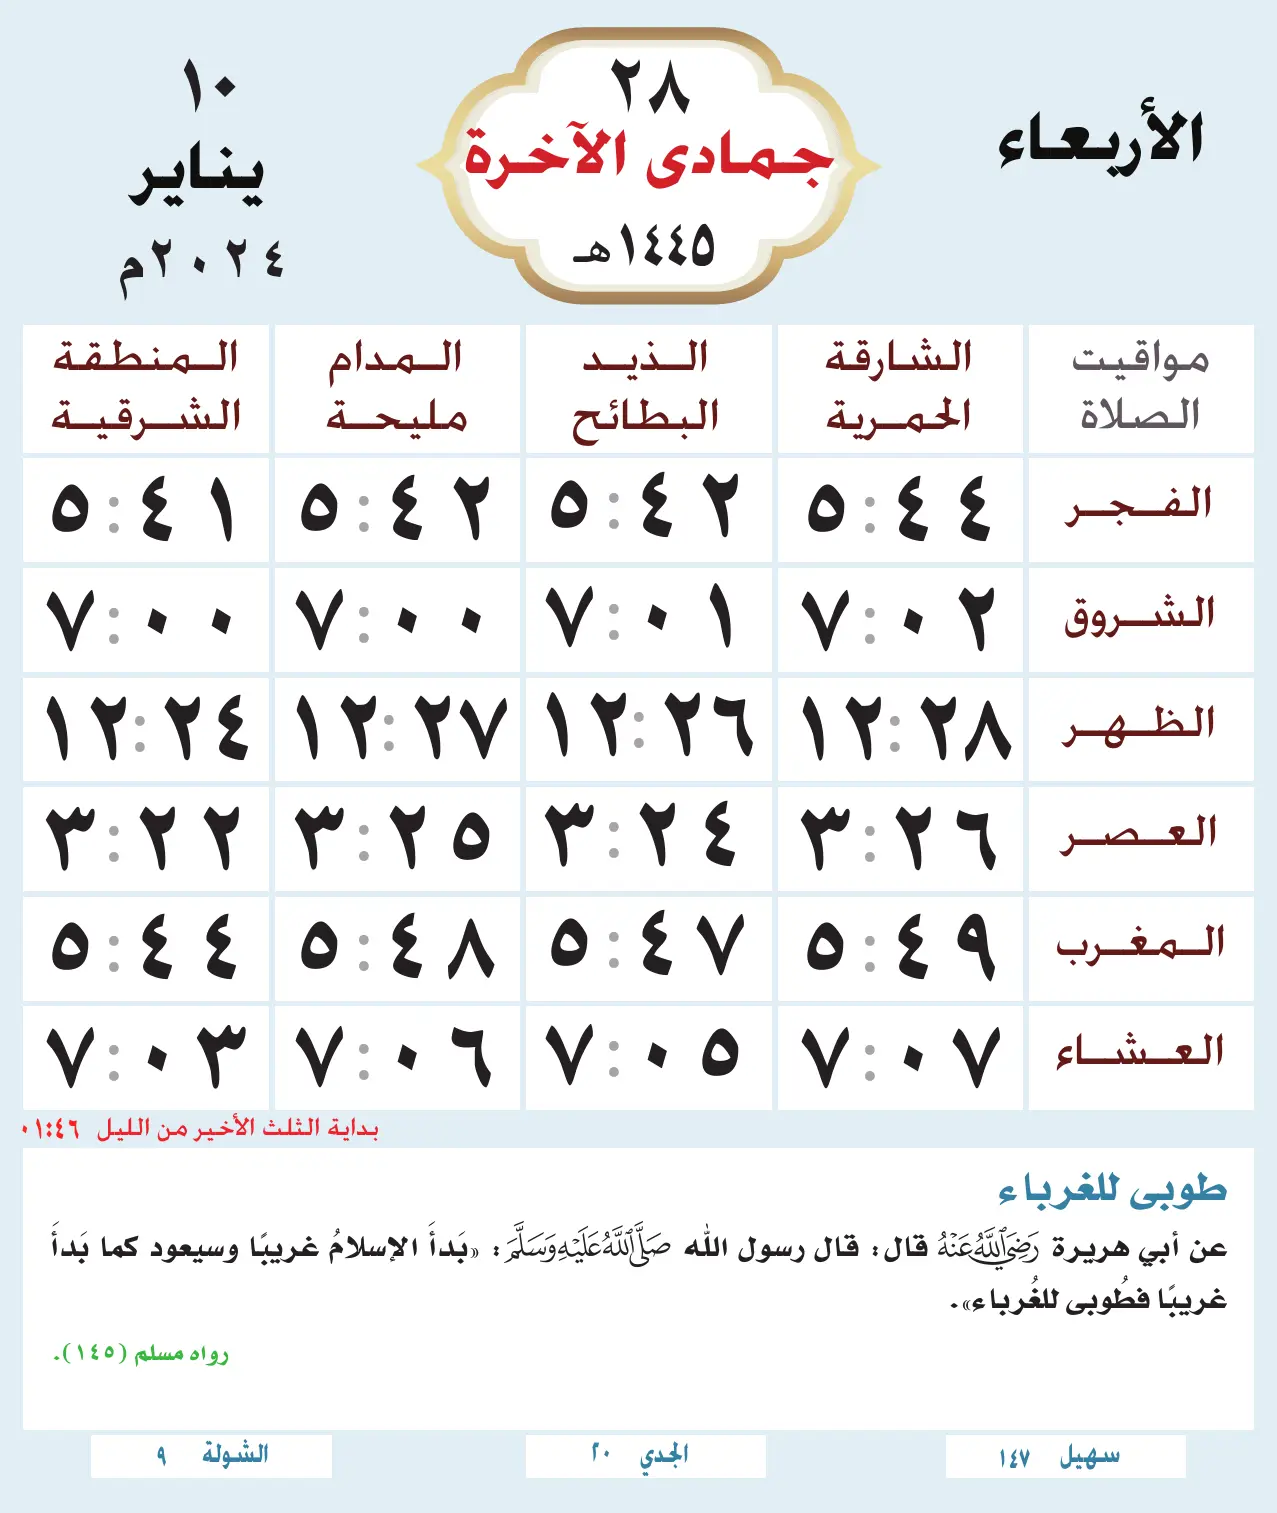 الأربعاء
٢٨
جمادى الآخرة
١٤٤٥هـ
١٠
يناير
٢٠٢٤م
مواقيت الصلاة
الشارقة الحمرية
الذيد البطائح
المدام مليحة
المنطقة الشرقية
الفجر ٥:٤٤ ٥:٤٢ ٥:٤٢ ٥:٤١
الشروق ٧:٠٢ ٧:٠١ ٧:٠٠ ٧:٠٠
الظهر ١٢:٢٨ ١٢:٢٦ ١٢:٢٧ ١٢:٢٤
العصر ٣:٢٦ ٣:٢٤ ٣:٢٥ ٣:٢٢
المغرب ٥:٤٩ ٥:٤٧ ٥:٤٨ ٥:٤٤
العشاء ٧:٠٧ ٧:٠٥ ٧:٠٦ ٧:٠٣
بداية الثلث الأخير من الليل ٠١:٤٦
طوبى للغرباء
عن أبي هريرة رَضِيَ اللَّهُ عَنْهُ قال: قال رسول الله صَلَّى اللَّهُ عَلَيْهِ وَسَلَّمَ: «بَدأَ الإسلامُ غريبًا وسيعود كما بَدأَ
غريبًا فطُوبى للغُرباء».
رواه مسلم (١٤٥).
سهيل ١٤٧
الجدي ٢٠
الشولة ٩